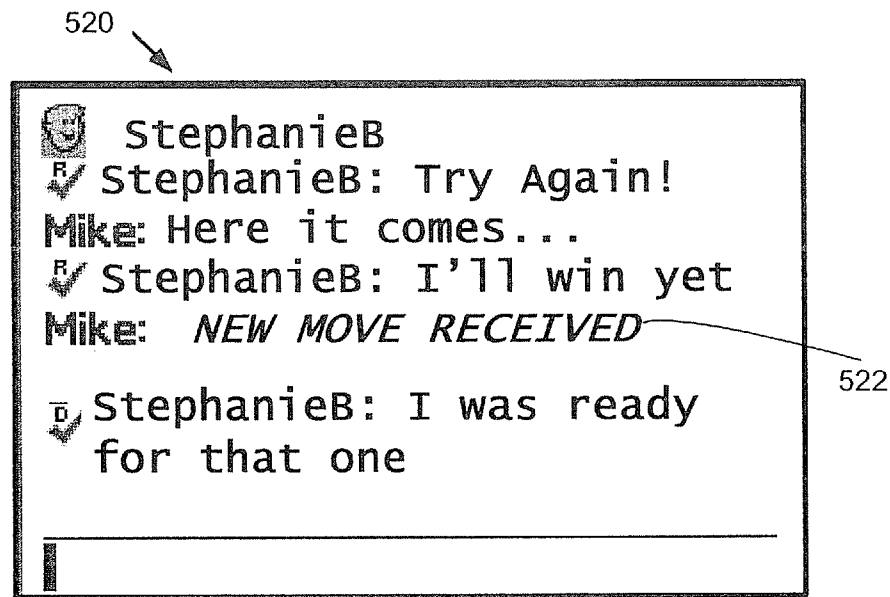 520
StephanieB
R StephanieB: Try Again!
Mike: Here it comes...
R StephanieB: I'll win yet
Mike: NEW MOVE RECEIVED
522
D StephanieB: I was ready
for that one